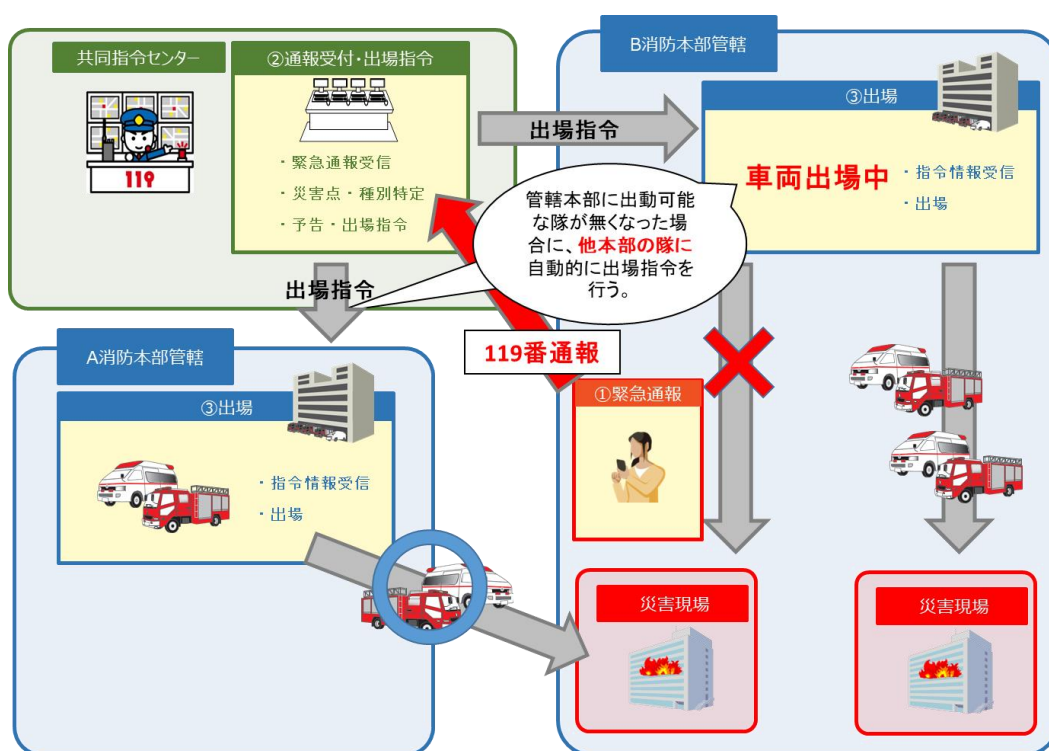 共同指令センター
119
②通報受付・出場指令
・緊急通報受信
・災害点・種別特定
・予告・出場指令
出場指令
B消防本部管轄
③出場
車両出場中
・指令情報受信
・出場
管轄本部に出動可能
な隊が無くなった場
合に、他本部の隊に
自動的に出場指令を
行う。
出場指令
119番通報
①緊急通報
A消防本部管轄
③出場
・指令情報受信
・出場
災害現場
災害現場